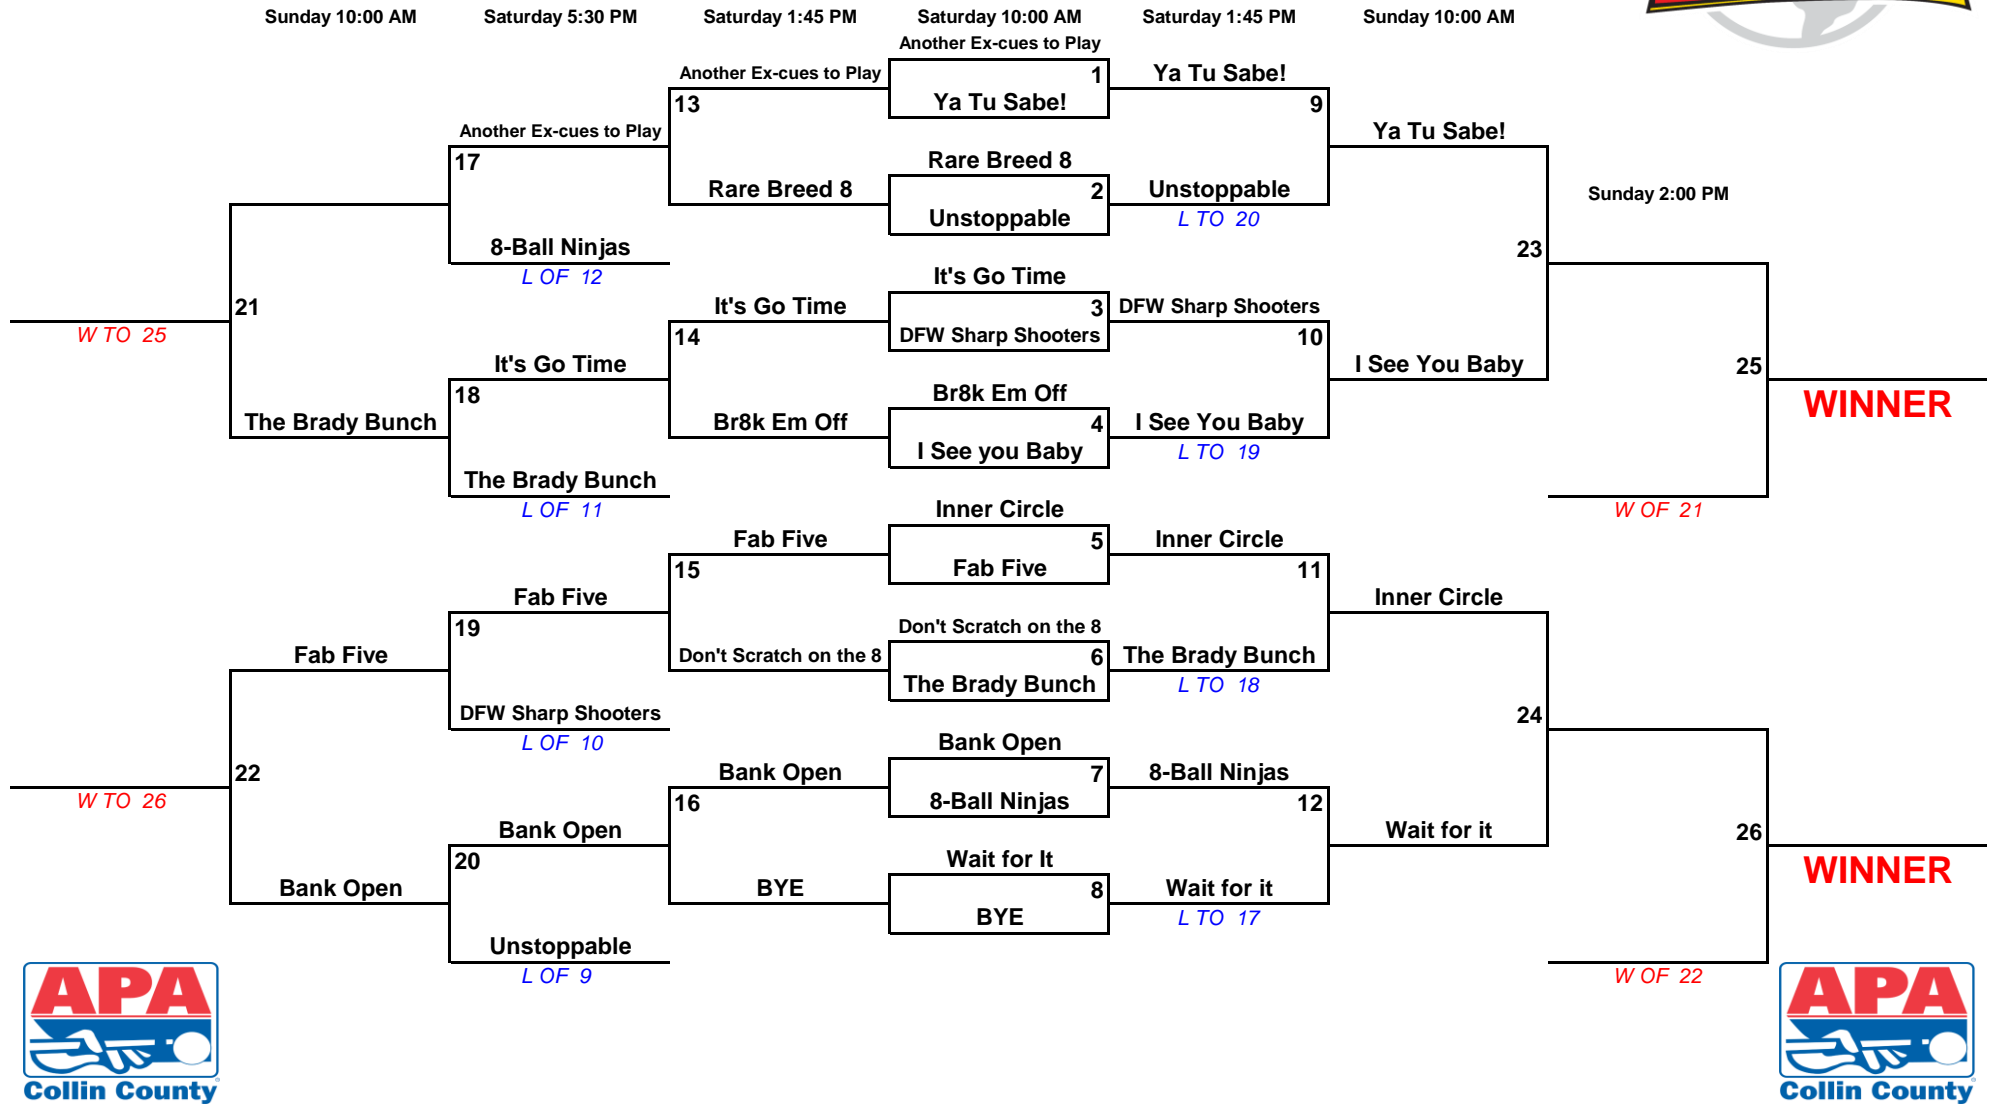 Sunday 10:00 AM Saturday 5:30 PM Saturday 1:45 PM Saturday 10:00 AM Saturday 1:45 PM Sunday 10:00 AM
Another Ex-cues to Play
Another Ex-cues to Play 1 Ya Tu Sabe!
13 Ya Tu Sabe! 9
Another Ex-cues to Play Ya Tu Sabe!
17 Rare Breed 8
Rare Breed 8 2 Unstoppable Sunday 2:00 PM
Unstoppable L TO 20
8-Ball Ninjas 23
L OF 12 It's Go Time
21 It's Go Time 3 DFW Sharp Shooters
W TO 25 14 DFW Sharp Shooters 10
It's Go Time I See You Baby 25
18 Br8k Em Off WINNER
The Brady Bunch Br8k Em Off 4 I See You Baby
I See you Baby L TO 19
The Brady Bunch
L OF 11 Inner Circle W OF 21
Fab Five 5 Inner Circle
15 Fab Five 11
Fab Five Inner Circle
19 Don't Scratch on the 8
Fab Five Don't Scratch on the 8 6 The Brady Bunch
The Brady Bunch L TO 18
DFW Sharp Shooters 24
L OF 10 Bank Open
22 Bank Open 7 8-Ball Ninjas
W TO 26 16 8-Ball Ninjas 12
Bank Open Wait for it 26
20 Wait for It WINNER
Bank Open BYE 8 Wait for it
BYE L TO 17
Unstoppable
L OF 9 W OF 22
APA APA
Collin County Collin County